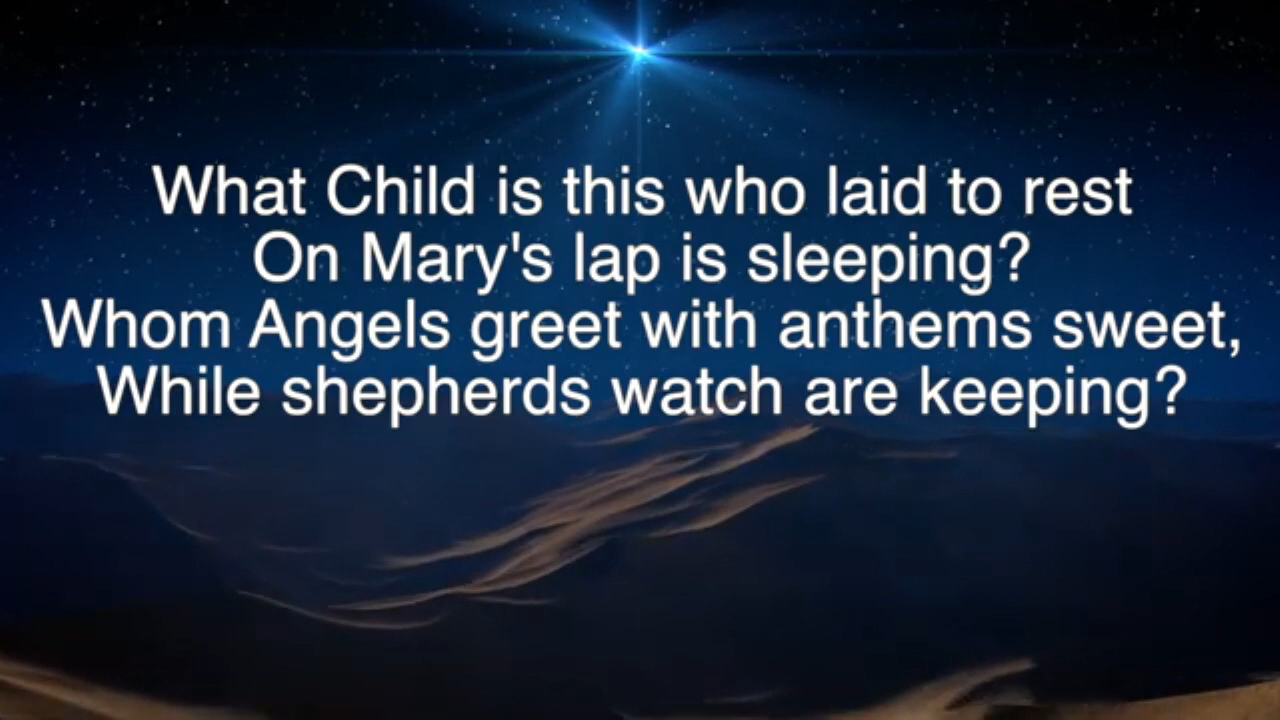 What Child is this who laid to rest
On Mary's lap is sleeping?
Whom Angels greet with anthems sweet,
While shepherds watch are keeping?